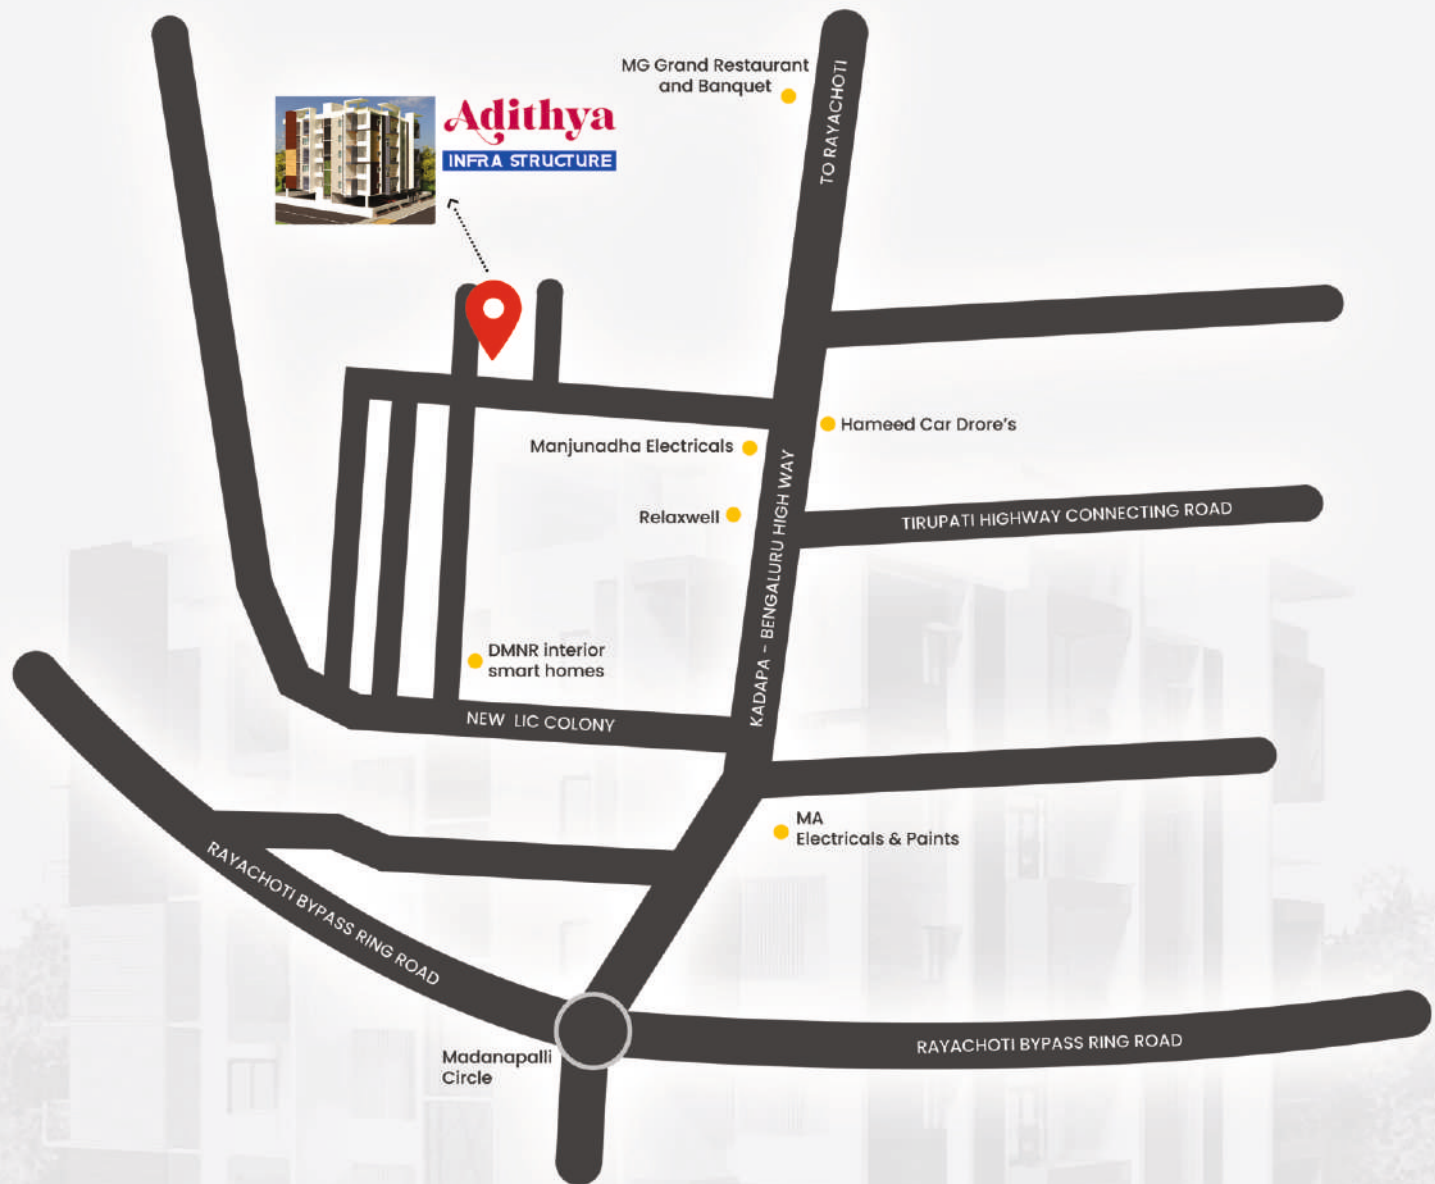 MG Grand Restaurant
and Banquet
TO RAYACHOTI
Adithya
INFRA STRUCTURE
Hameed Car Drore's
Manjunadha Electricals
Relaxwell
TIRUPATI HIGHWAY CONNECTING ROAD
KADAPA - BENGALURU HIGH WAY
DMNR interior
smart homes
NEW LIC COLONY
MA
Electricals & Paints
RAYACHOTI BYPASS RING ROAD
RAYACHOTI BYPASS RING ROAD
Madanapalli
Circle